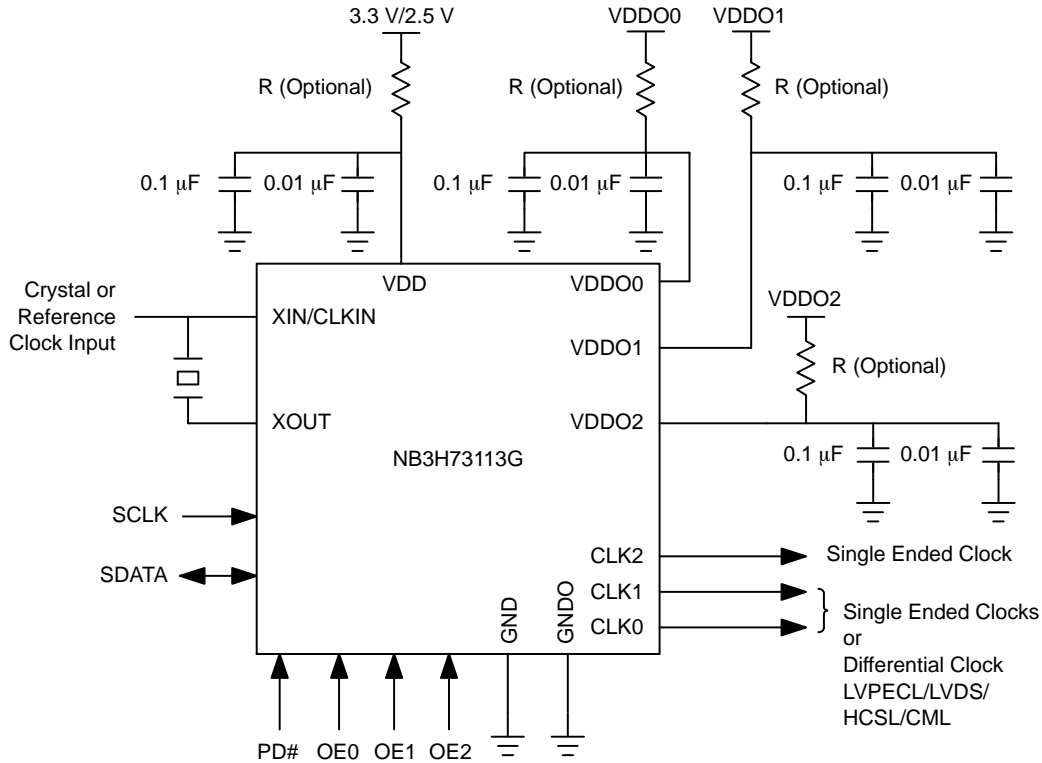 3.3 V/2.5 V
VDDO0
VDDO1
R (Optional)
R (Optional)
R (Optional)
0.1 μF
0.01 μF
0.1 μF
0.01 μF
0.1 μF
0.01 μF
VDD
VDDO0
Crystal or
Reference
Clock Input
XIN/CLKIN
VDDO2
VDDO1
R (Optional)
XOUT
VDDO2
NB3H73113G
0.1 μF
0.01 μF
SCLK
SDATA
CLK2
Single Ended Clock
CLK1
CLK0
GND
GNDO
Single Ended Clocks
or
Differential Clock
LVPECL/LVDS/
HCSL/CML
PD#
OE0
OE1
OE2